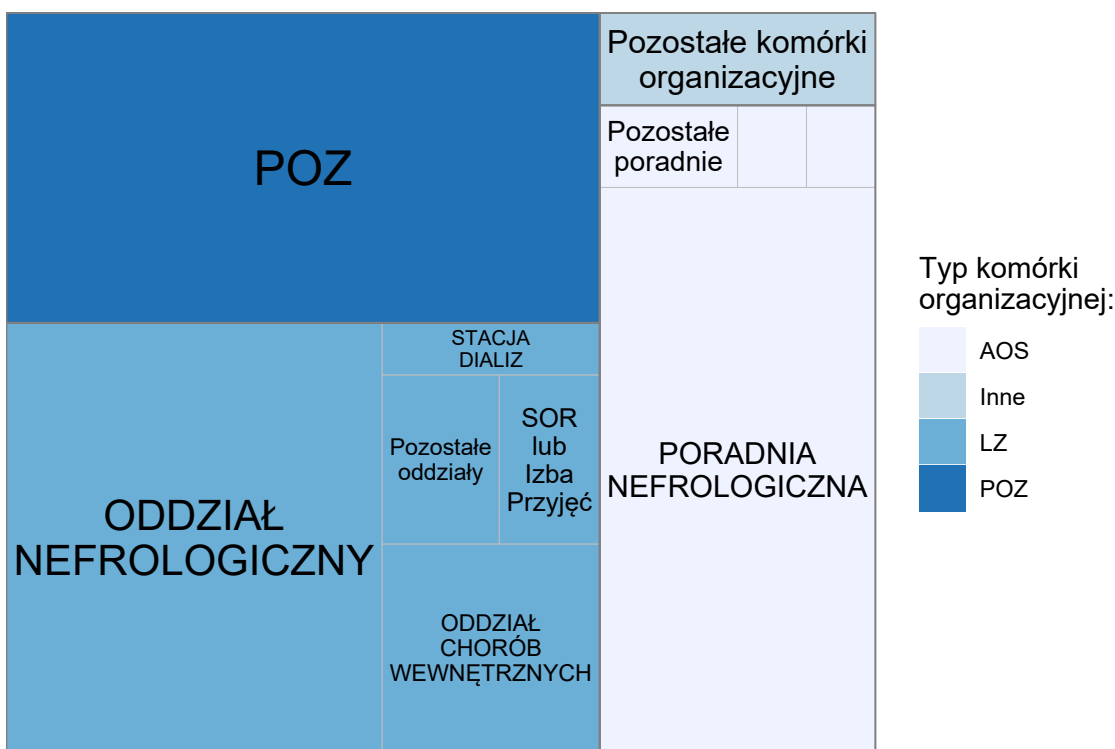 POZ
Pozostałe komórki
organizacyjne
Pozostałe
poradnie
STACJA
DIALIZ
Pozostałe
oddziały
SOR
lub
Izba
Przyjęć
ODDZIAŁ
NEFROLOGICZNY
ODDZIAŁ
CHORÓB
WEWNĘTRZNYCH
PORADNIA
NEFROLOGICZNA
Typ komórki
organizacyjnej:
AOS
Inne
LZ
POZ